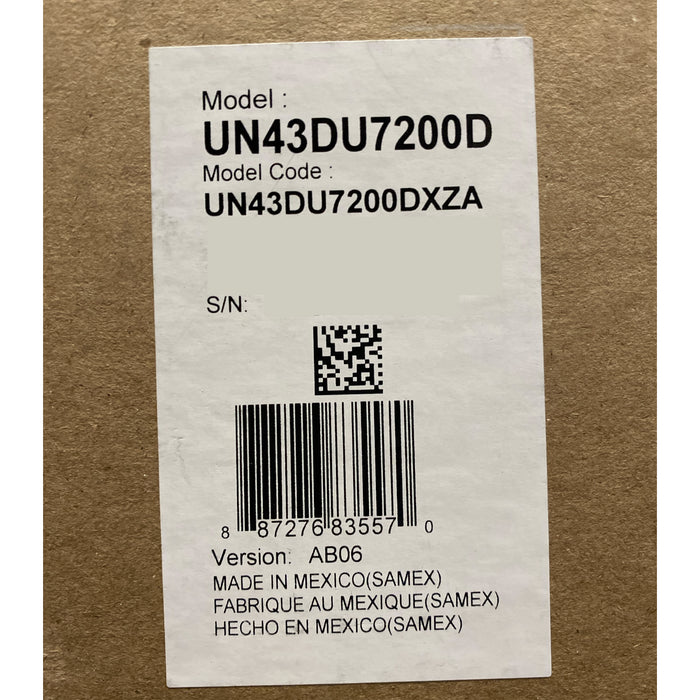 Model :
UN43DU7200D
Model Code :
UN43DU7200DXZA
S/N:
8 87276 83557 0
Version: AB06
MADE IN MEXICO(SAMEX)
FABRIQUE AU MEXIQUE(SAMEX)
HECHO EN MEXICO(SAMEX)